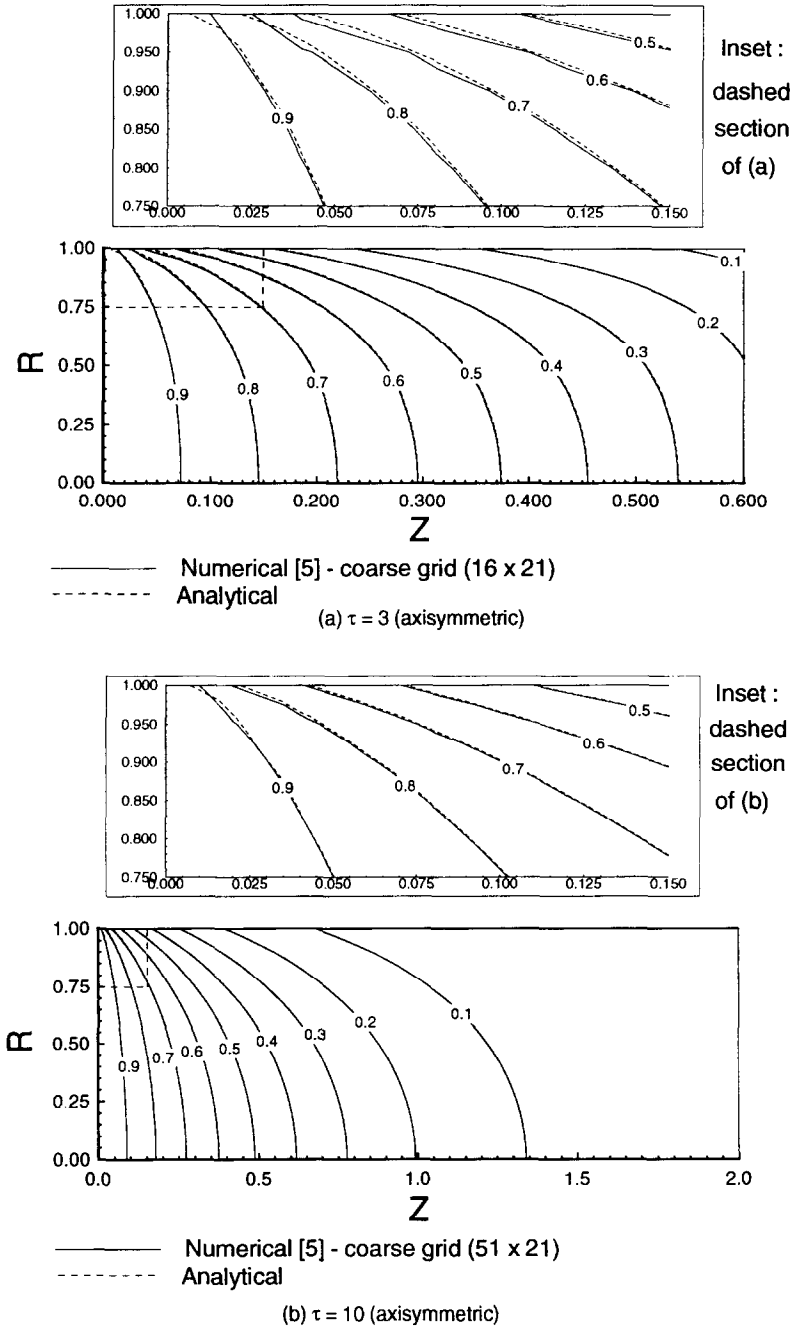 1.000
0.950
0.900
0.850
0.800
0.750
0.9
0.8
0.7
0.6
0.5
0.000 0.025 0.050 0.075 0.100 0.125 0.150
Inset :
dashed
section
of (a)
1.00
0.75
0.50
0.25
0.00
R
0.9 0.8 0.7 0.6 0.5 0.4 0.3 0.2 0.1
0.000 0.100 0.200 0.300 0.400 0.500 0.600
Z
Numerical [5] - coarse grid (16 x 21)
Analytical
(a) τ = 3 (axisymmetric)
1.000
0.950
0.900
0.850
0.800
0.750
0.9
0.8
0.7
0.6
0.5
0.000 0.025 0.050 0.075 0.100 0.125 0.150
Inset :
dashed
section
of (b)
1.00
0.75
0.50
0.25
0.00
R
0.9 0.7 0.6 0.5 0.4 0.3 0.2 0.1
0.0 0.5 1.0 1.5 2.0
Z
Numerical [5] - coarse grid (51 x 21)
Analytical
(b) τ = 10 (axisymmetric)